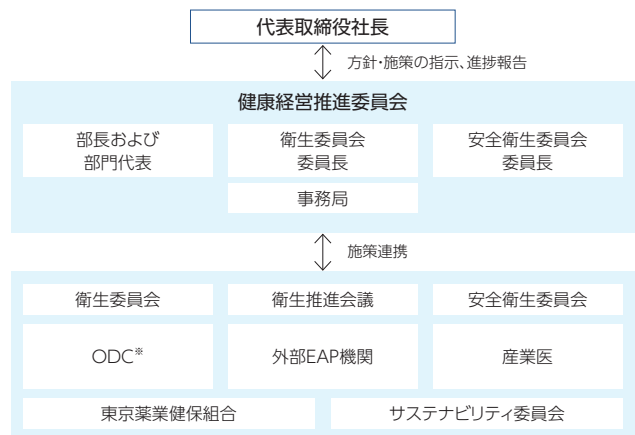 代表取締役社長
方針・施策の指示、進捗報告
健康経営推進委員会
部長および
部門代表
衛生委員会
委員長
安全衛生委員会
委員長
事務局
施策連携
衛生委員会
衛生推進会議
安全衛生委員会
ODC※
外部EAP機関
産業医
東京薬業健保組合
サステナビリティ委員会